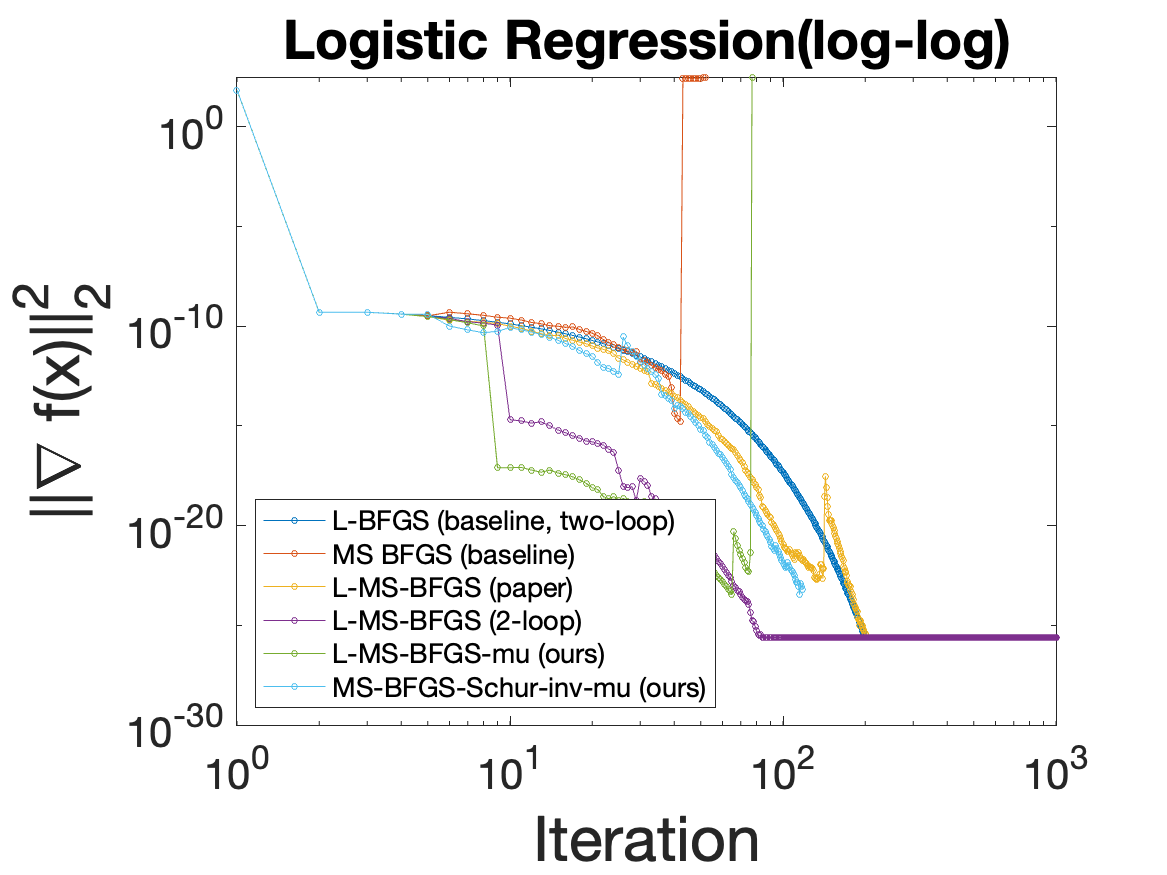 Logistic Regression(log-log)
||∇ f(x)||₂²
10⁰
10⁻¹⁰
10⁻²⁰
10⁻³⁰
L-BFGS (baseline, two-loop)
MS BFGS (baseline)
L-MS-BFGS (paper)
L-MS-BFGS (2-loop)
L-MS-BFGS-mu (ours)
MS-BFGS-Schur-inv-mu (ours)
10⁰ 10¹ 10² 10³
Iteration